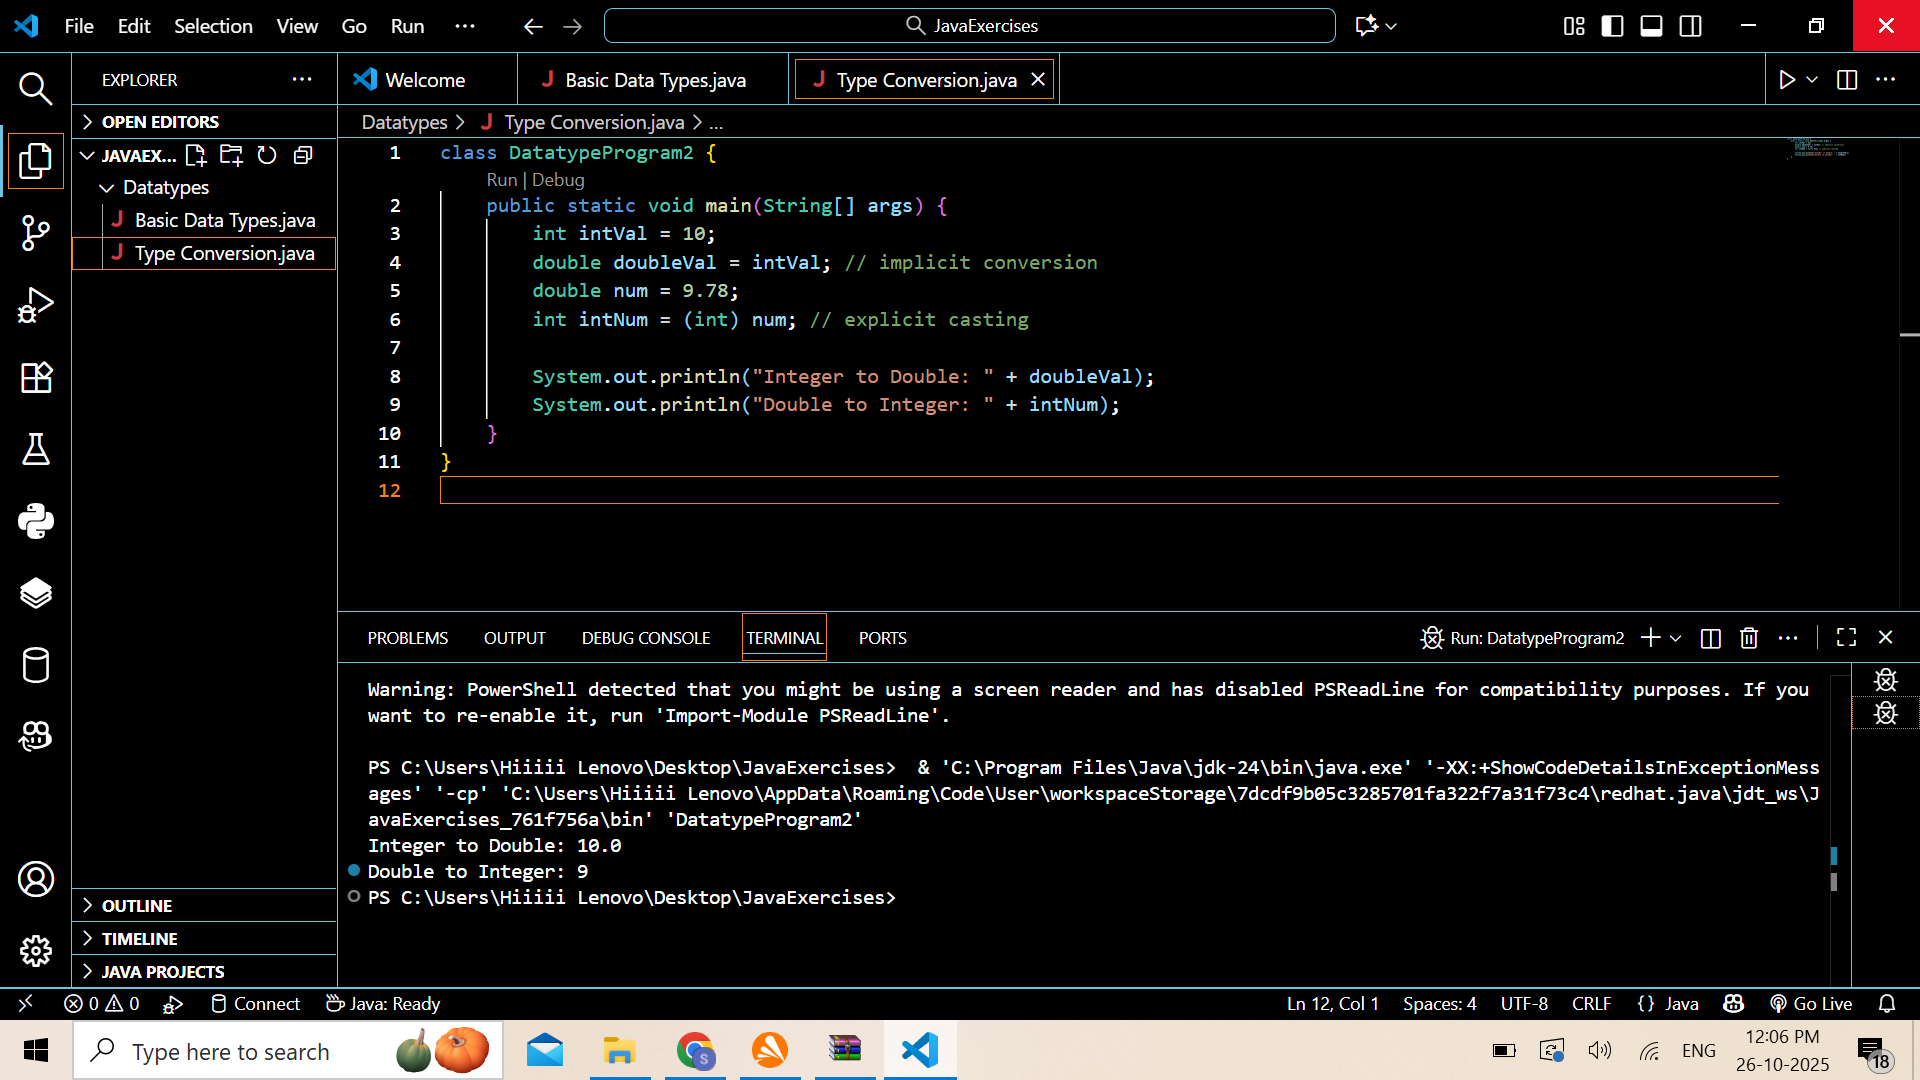 File Edit Selection View Go Run ···
JavaExercises
EXPLORER
OPEN EDITORS
JAVAEX...
Datatypes
Basic Data Types.java
Type Conversion.java
OUTLINE
TIMELINE
JAVA PROJECTS
Welcome
Basic Data Types.java
Type Conversion.java
Datatypes > Type Conversion.java > ...
1 class DatatypeProgram2 {
Run | Debug
2 public static void main(String[] args) {
3 int intVal = 10;
4 double doubleVal = intVal; // implicit conversion
5 double num = 9.78;
6 int intNum = (int) num; // explicit casting
7
8 System.out.println("Integer to Double: " + doubleVal);
9 System.out.println("Double to Integer: " + intNum);
10 }
11 }
12
PROBLEMS OUTPUT DEBUG CONSOLE TERMINAL PORTS
Run: DatatypeProgram2
Warning: PowerShell detected that you might be using a screen reader and has disabled PSReadLine for compatibility purposes. If you
want to re-enable it, run 'Import-Module PSReadLine'.
PS C:\Users\Hiiiii Lenovo\Desktop\JavaExercises>  & 'C:\Program Files\Java\jdk-24\bin\java.exe' '-XX:+ShowCodeDetailsInExceptionMess
ages' '-cp' 'C:\Users\Hiiiii Lenovo\AppData\Roaming\Code\User\workspaceStorage\7dcdf9b05c3285701fa322f7a31f73c4\redhat.java\jdt_ws\J
avaExercises_761f756a\bin' 'DatatypeProgram2'
Integer to Double: 10.0
Double to Integer: 9
PS C:\Users\Hiiiii Lenovo\Desktop\JavaExercises>
0 0 Connect Java: Ready
Ln 12, Col 1 Spaces: 4 UTF-8 CRLF {} Java Go Live
Type here to search
S
ENG
12:06 PM
26-10-2025
18